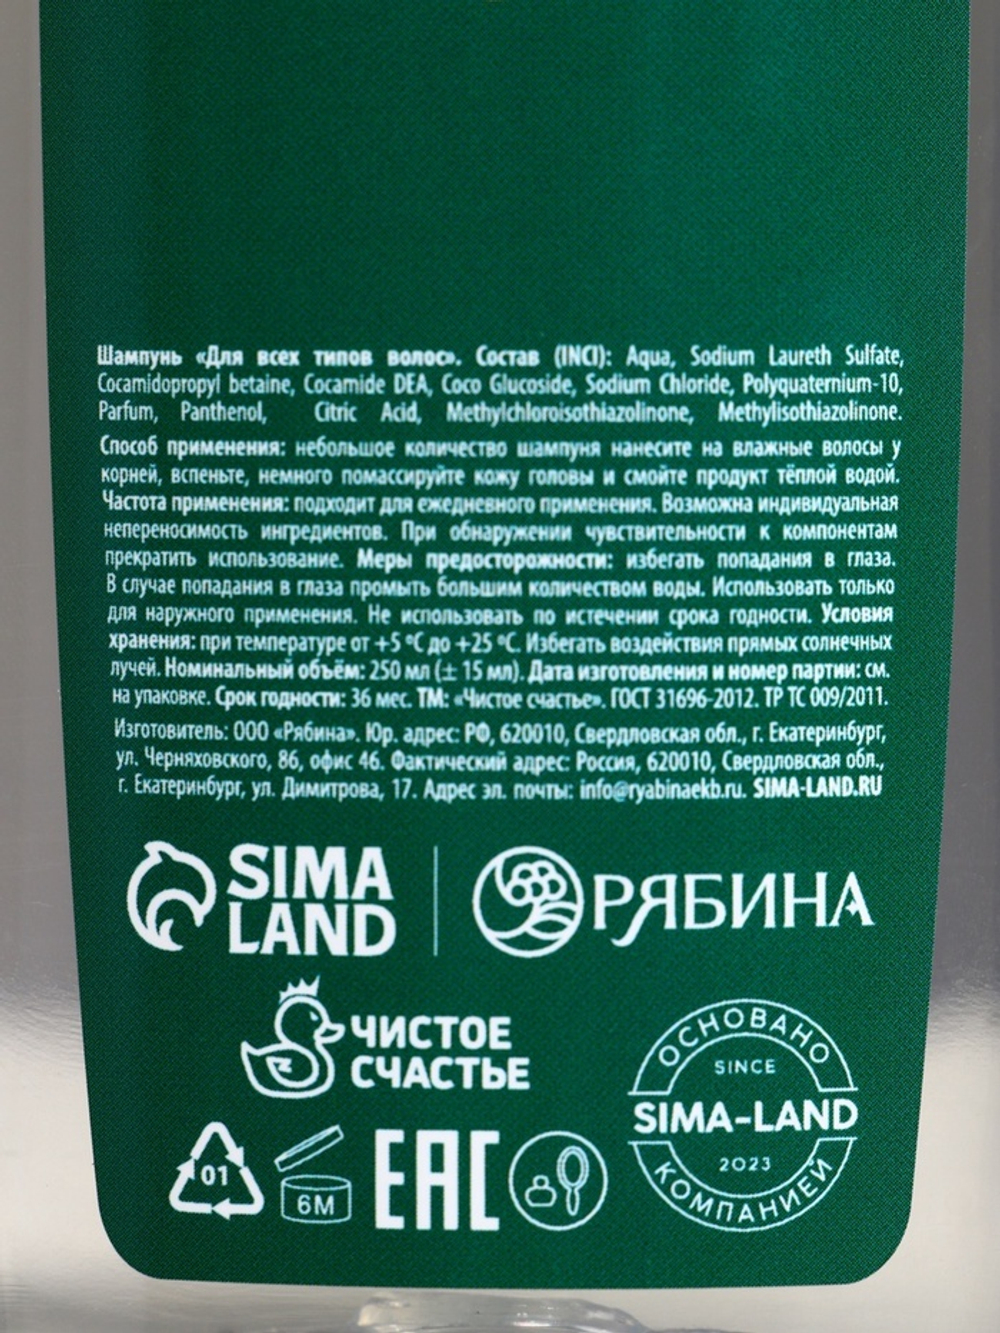 Шампунь «Для всех типов волос». Состав (INCI): Aqua, Sodium Laureth Sulfate,
Cocamidopropyl betaine, Cocamide DEA, Coco Glucoside, Sodium Chloride, Polyquaternium-10,
Parfum, Panthenol, Citric Acid, Methylchloroisothiazolinone, Methylisothiazolinone.
Способ применения: небольшое количество шампуня нанесите на влажные волосы у
корней, вспеньте, немного помассируйте кожу головы и смойте продукт тёплой водой.
Частота применения: подходит для ежедневного применения. Возможна индивидуальная
непереносимость ингредиентов. При обнаружении чувствительности к компонентам
прекратить использование. Меры предосторожности: избегать попадания в глаза.
В случае попадания в глаза промыть большим количеством воды. Использовать только
для наружного применения. Не использовать по истечении срока годности. Условия
хранения: при температуре от +5 °С до +25 °С. Избегать воздействия прямых солнечных
лучей. Номинальный объём: 250 мл (± 15 мл). Дата изготовления и номер партии: см.
на упаковке. Срок годности: 36 мес. ТМ: «Чистое счастье». ГОСТ 31696-2012. ТР ТС 009/2011.
Изготовитель: ООО «Рябина». Юр. адрес: РФ, 620010, Свердловская обл., г. Екатеринбург,
ул. Черняховского, 86, офис 46. Фактический адрес: Россия, 620010, Свердловская обл.,
г. Екатеринбург, ул. Димитрова, 17. Адрес эл. почты: info@ryabinaekb.ru. SIMA-LAND.RU
SIMA
LAND
РЯБИНА
ЧИСТОЕ
СЧАСТЬЕ
ОСНОВАНО
SINCE
SIMA-LAND
2023
КОМПАНИЕЙ
01
6M
EAC